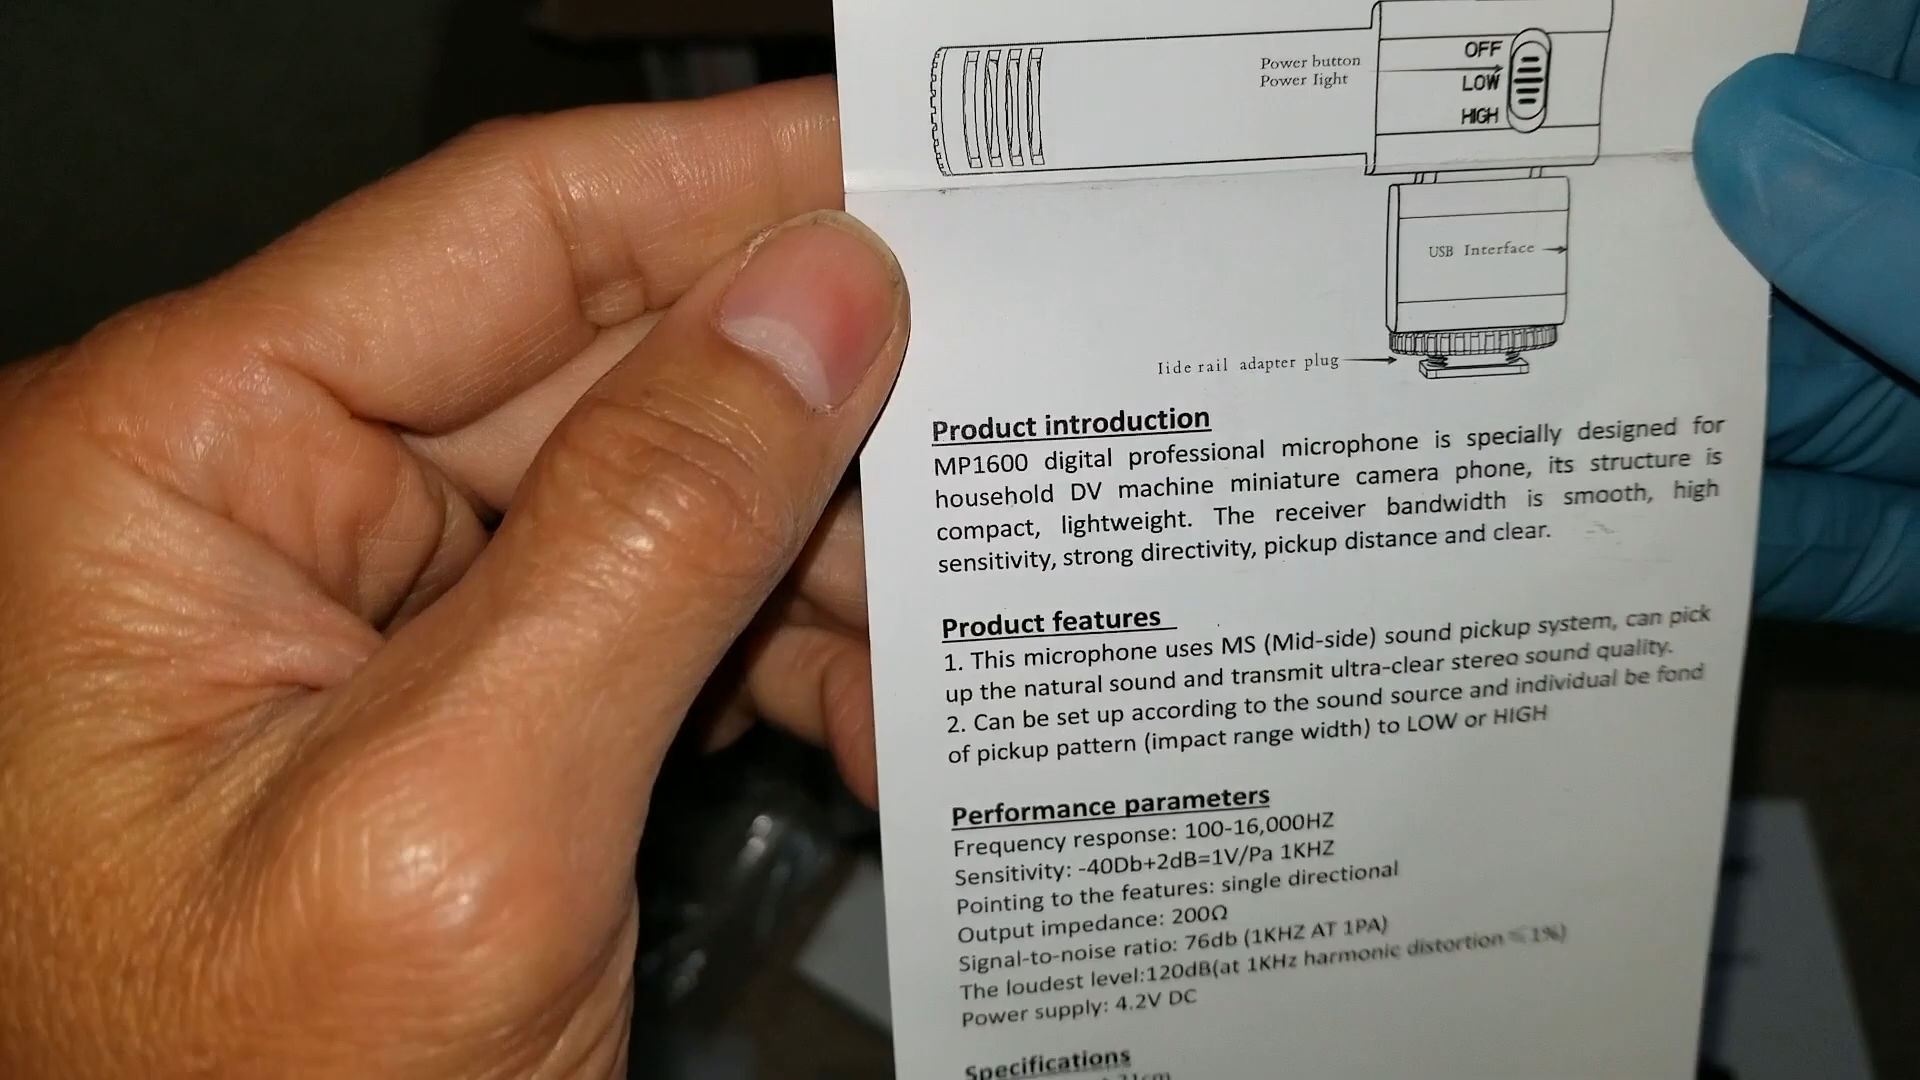 OFF
Power button
Power Iight
LOW
HIGH
USB Interface
Iide rail adapter plug
Product introduction
MP1600 digital professional microphone is specially designed for
household DV machine miniature camera phone, its structure is
compact, lightweight. The receiver bandwidth is smooth, high
sensitivity, strong directivity, pickup distance and clear.
Product features
1. This microphone uses MS (Mid-side) sound pickup system, can pick
up the natural sound and transmit ultra-clear stereo sound quality.
2. Can be set up according to the sound source and individual be fond
of pickup pattern (impact range width) to LOW or HIGH
Performance parameters
Frequency response: 100-16,000HZ
Sensitivity: -40Db+2dB=1V/Pa 1KHZ
Pointing to the features: single directional
Output impedance: 200Ω
Signal-to-noise ratio: 76db (1KHZ AT 1PA)
The loudest level:120dB(at 1KHz harmonic distortion ≤ 1%)
Power supply: 4.2V DC
Specifications